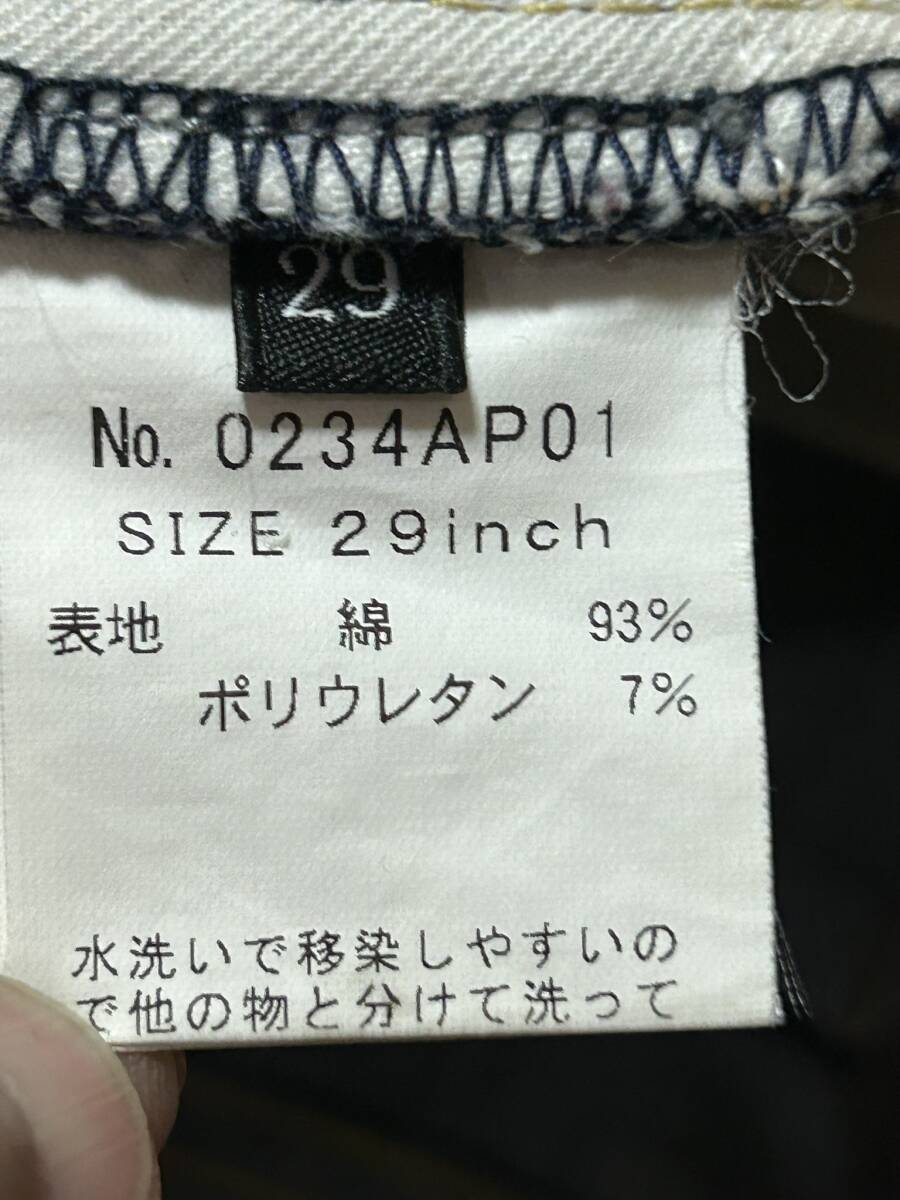 29
No. 0234AP01
SIZE 29inch
表地 綿 93%
ポリウレタン 7%
水洗いで移染しやすいの
で他の物と分けて洗って